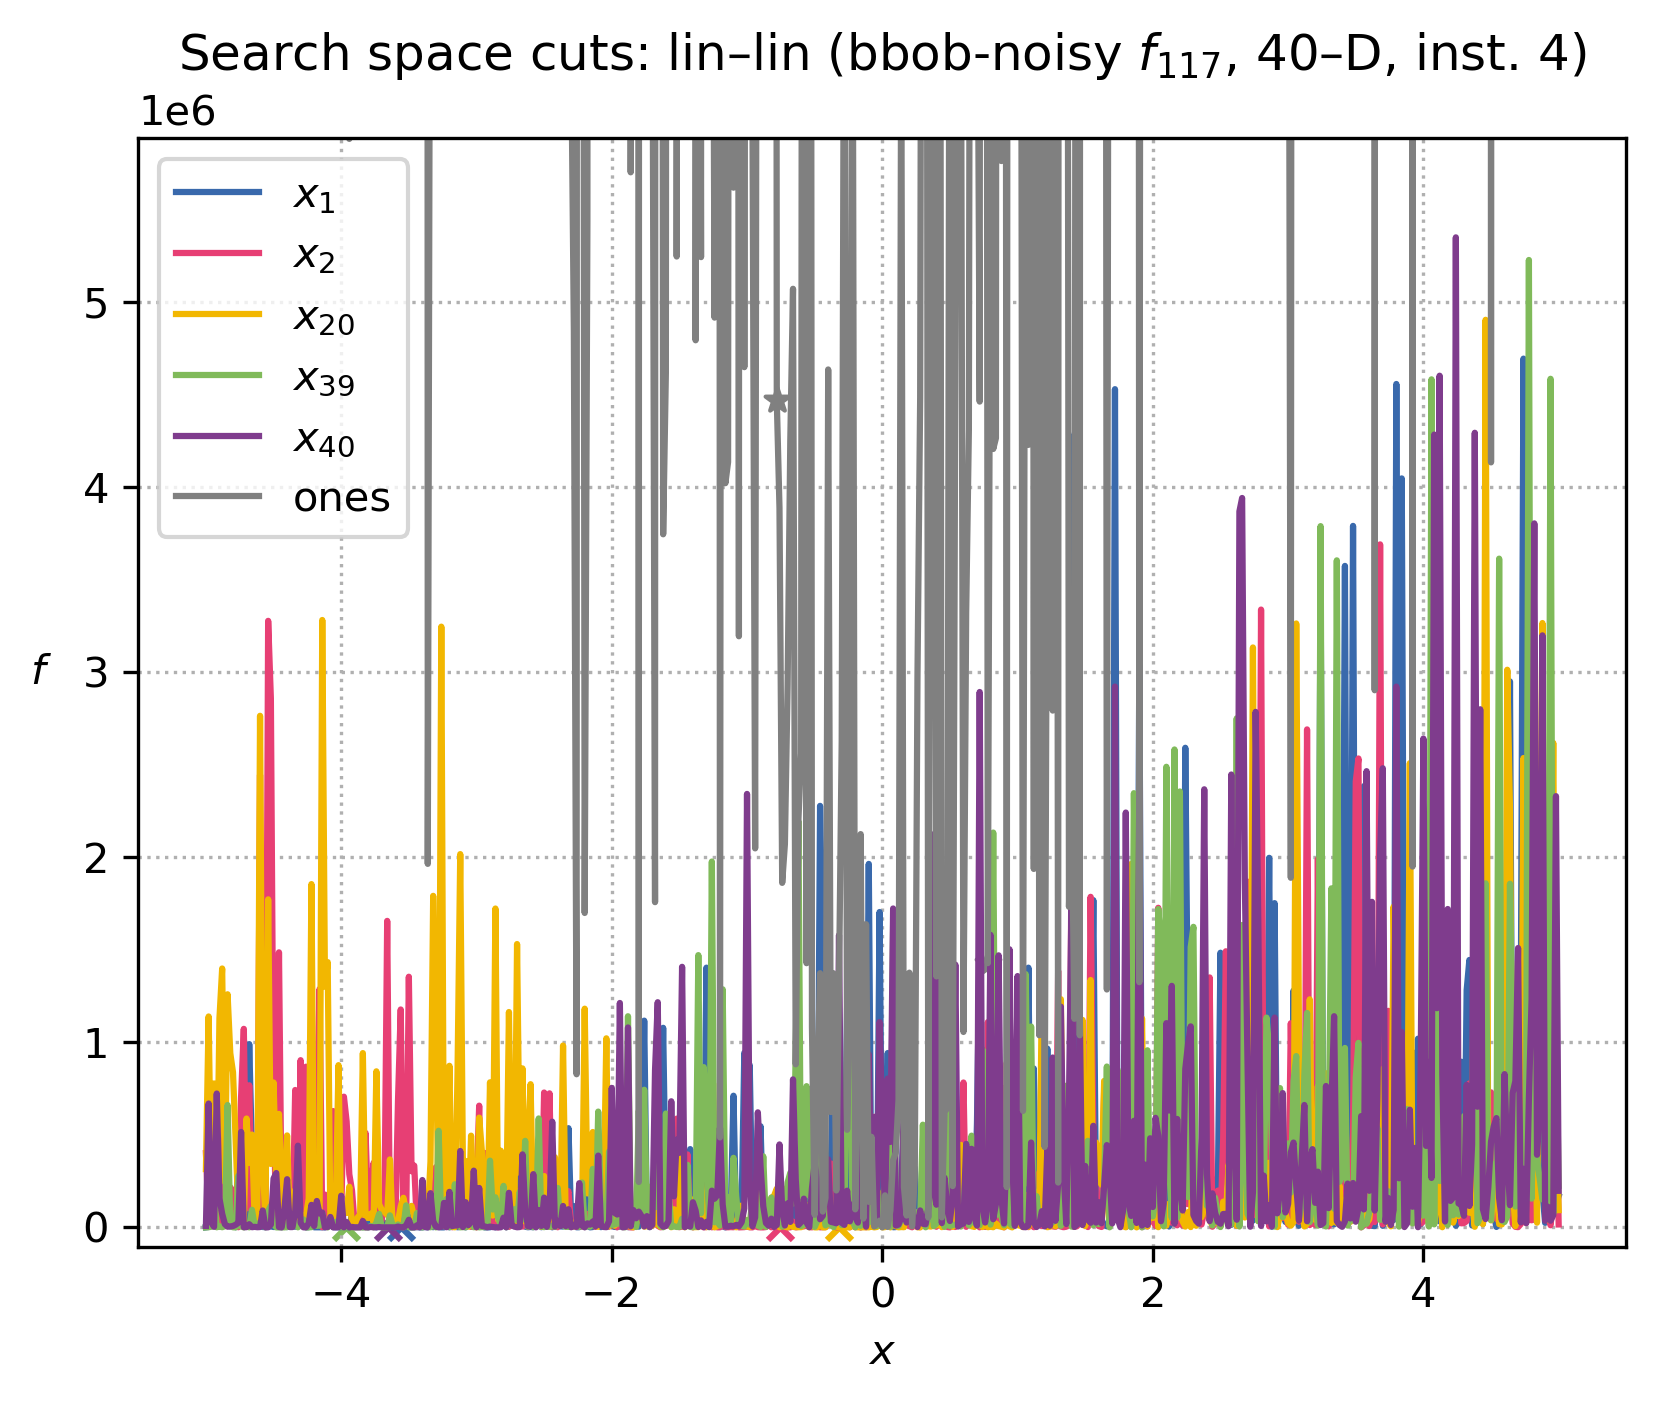 Search space cuts: lin–lin (bbob-noisy f₁₁₇, 40–D, inst. 4)
1e6
x₁
x₂
x₂₀
x₃₉
x₄₀
ones
5
4
3
2
1
0
f
−4 −2 0 2 4
x